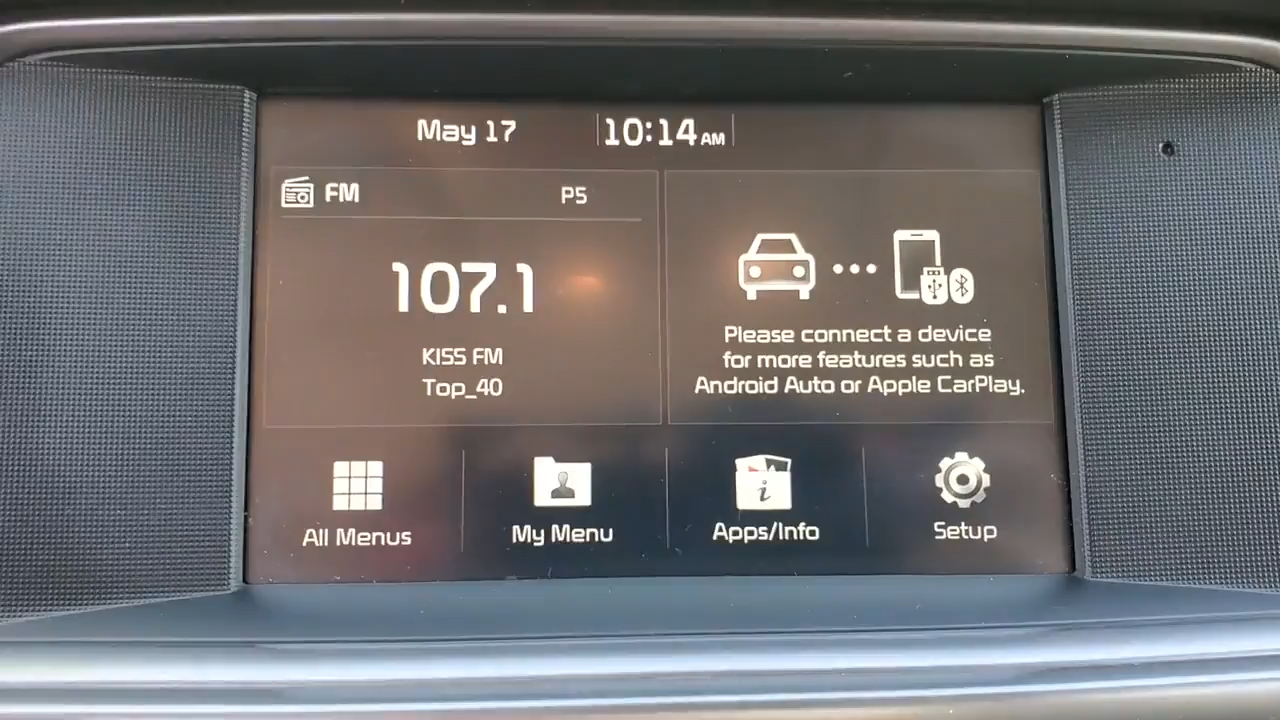 May 17
10:14 AM
FM
P5
107.1
KISS FM
Top_40
Please connect a device
for more features such as
Android Auto or Apple CarPlay.
All Menus
My Menu
Apps/Info
Setup